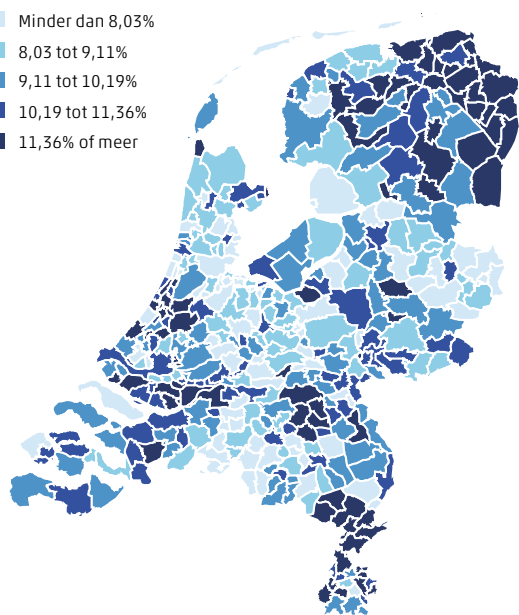 Minder dan 8,03%
8,03 tot 9,11%
9,11 tot 10,19%
10,19 tot 11,36%
11,36% of meer